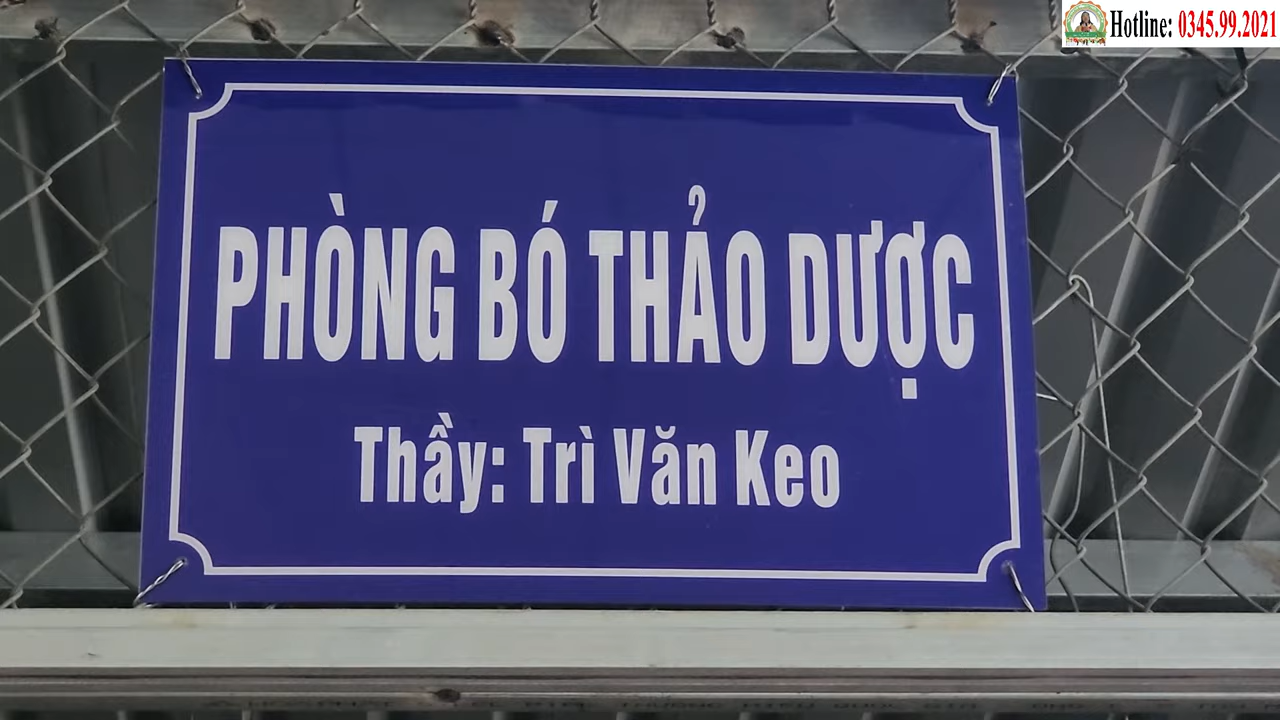 Hotline: 0345.99.2021
PHÒNG BÓ THẢO DƯỢC
Thầy: Trì Văn Keo